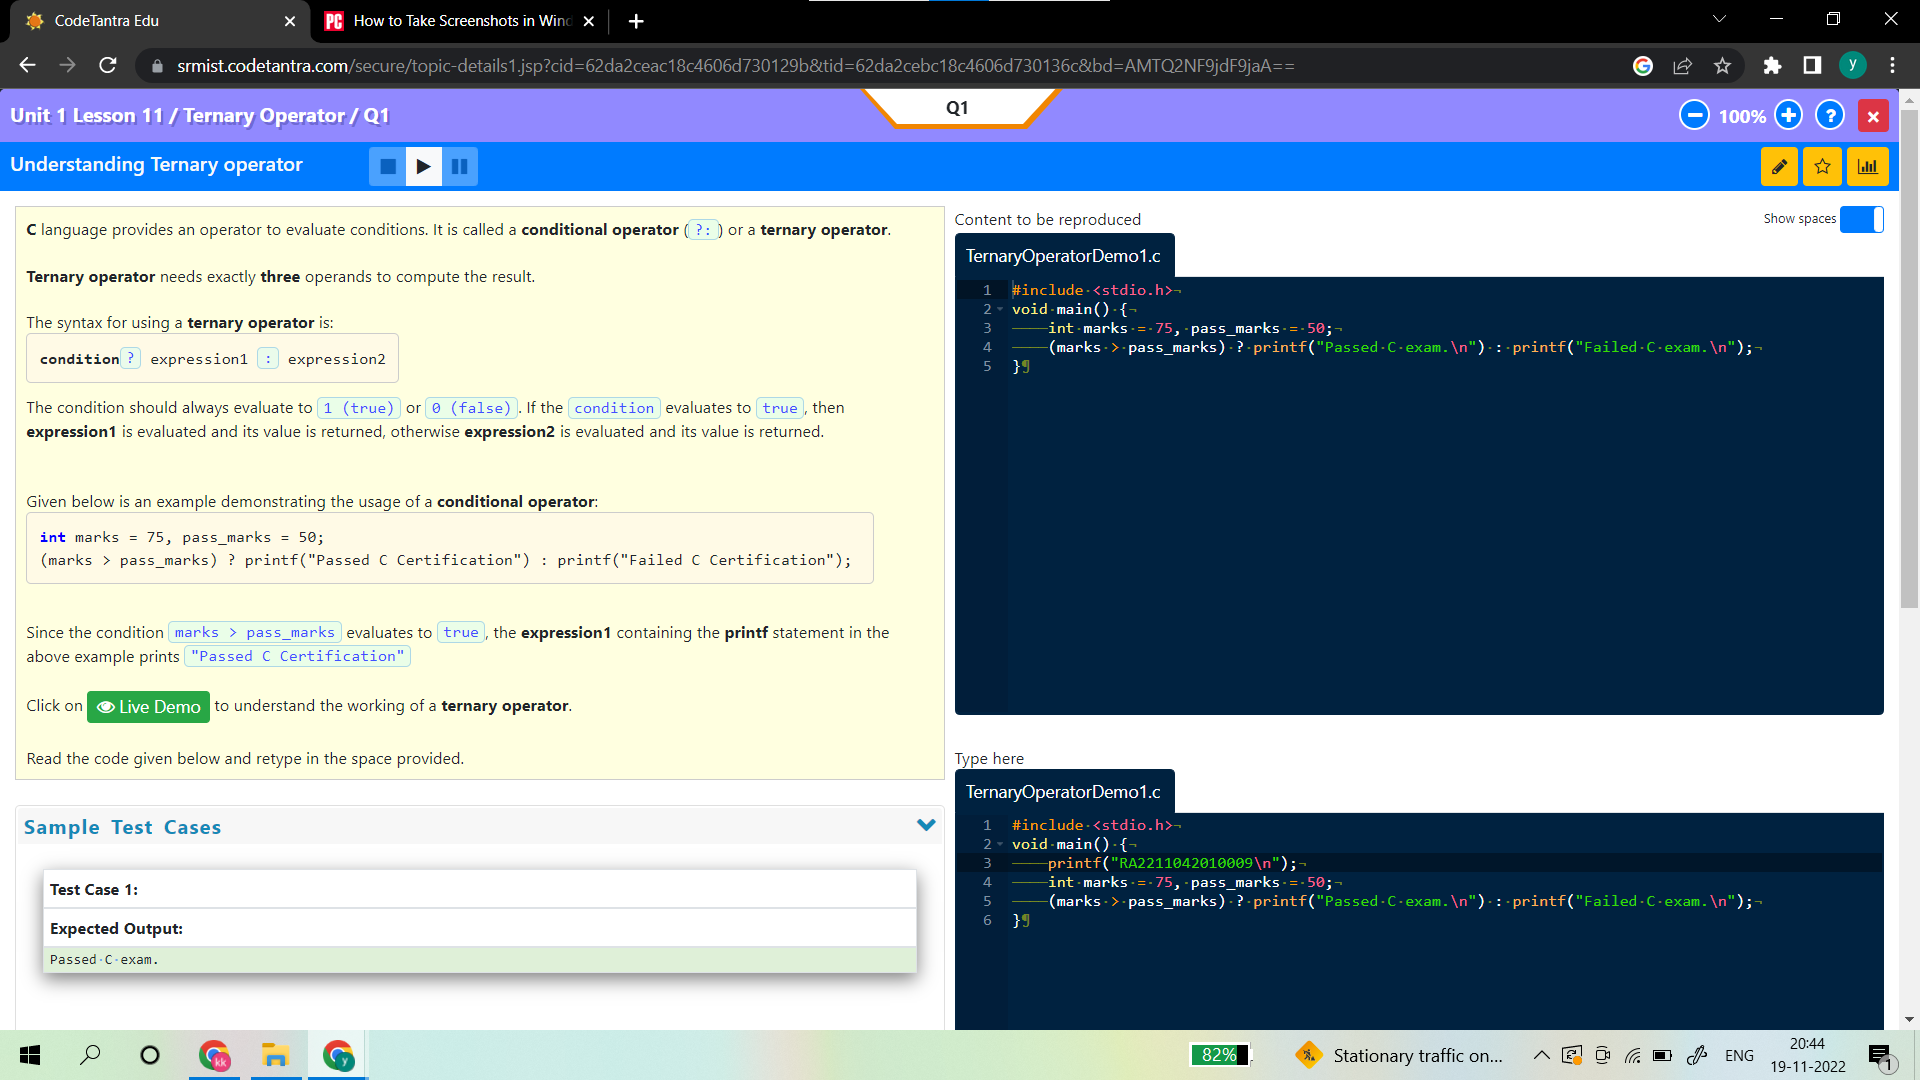 CodeTantra Edu
How to Take Screenshots in Wind
srmist.codetantra.com/secure/topic-details1.jsp?cid=62da2ceac18c4606d730129b&tid=62da2cebc18c4606d730136c&bd=AMTQ2NF9jdF9jaA==
Unit 1 Lesson 11 / Ternary Operator / Q1
Q1
100%
Understanding Ternary operator
C language provides an operator to evaluate conditions. It is called a conditional operator ( ?: ) or a ternary operator.
Ternary operator needs exactly three operands to compute the result.
The syntax for using a ternary operator is:
condition ? expression1 : expression2
The condition should always evaluate to 1 (true) or 0 (false). If the condition evaluates to true, then
expression1 is evaluated and its value is returned, otherwise expression2 is evaluated and its value is returned.
Given below is an example demonstrating the usage of a conditional operator:
int marks = 75, pass_marks = 50;
(marks > pass_marks) ? printf("Passed C Certification") : printf("Failed C Certification");
Since the condition marks > pass_marks evaluates to true, the expression1 containing the printf statement in the
above example prints "Passed C Certification"
Click on Live Demo to understand the working of a ternary operator.
Read the code given below and retype in the space provided.
Sample Test Cases
Test Case 1:
Expected Output:
Passed·C·exam.
Content to be reproduced
Show spaces
TernaryOperatorDemo1.c
1 #include·<stdio.h>¬
2 void·main()·{¬
3 int·marks·=·75,·pass_marks·=·50;¬
4 (marks·>·pass_marks)·?·printf("Passed·C·exam.\n")·:·printf("Failed·C·exam.\n");¬
5 }¶
Type here
TernaryOperatorDemo1.c
1 #include·<stdio.h>¬
2 void·main()·{¬
3 printf("RA2211042010009\n");¬
4 int·marks·=·75,·pass_marks·=·50;¬
5 (marks·>·pass_marks)·?·printf("Passed·C·exam.\n")·:·printf("Failed·C·exam.\n");¬
6 }¶
82%
Stationary traffic on...
ENG
20:44
19-11-2022
1